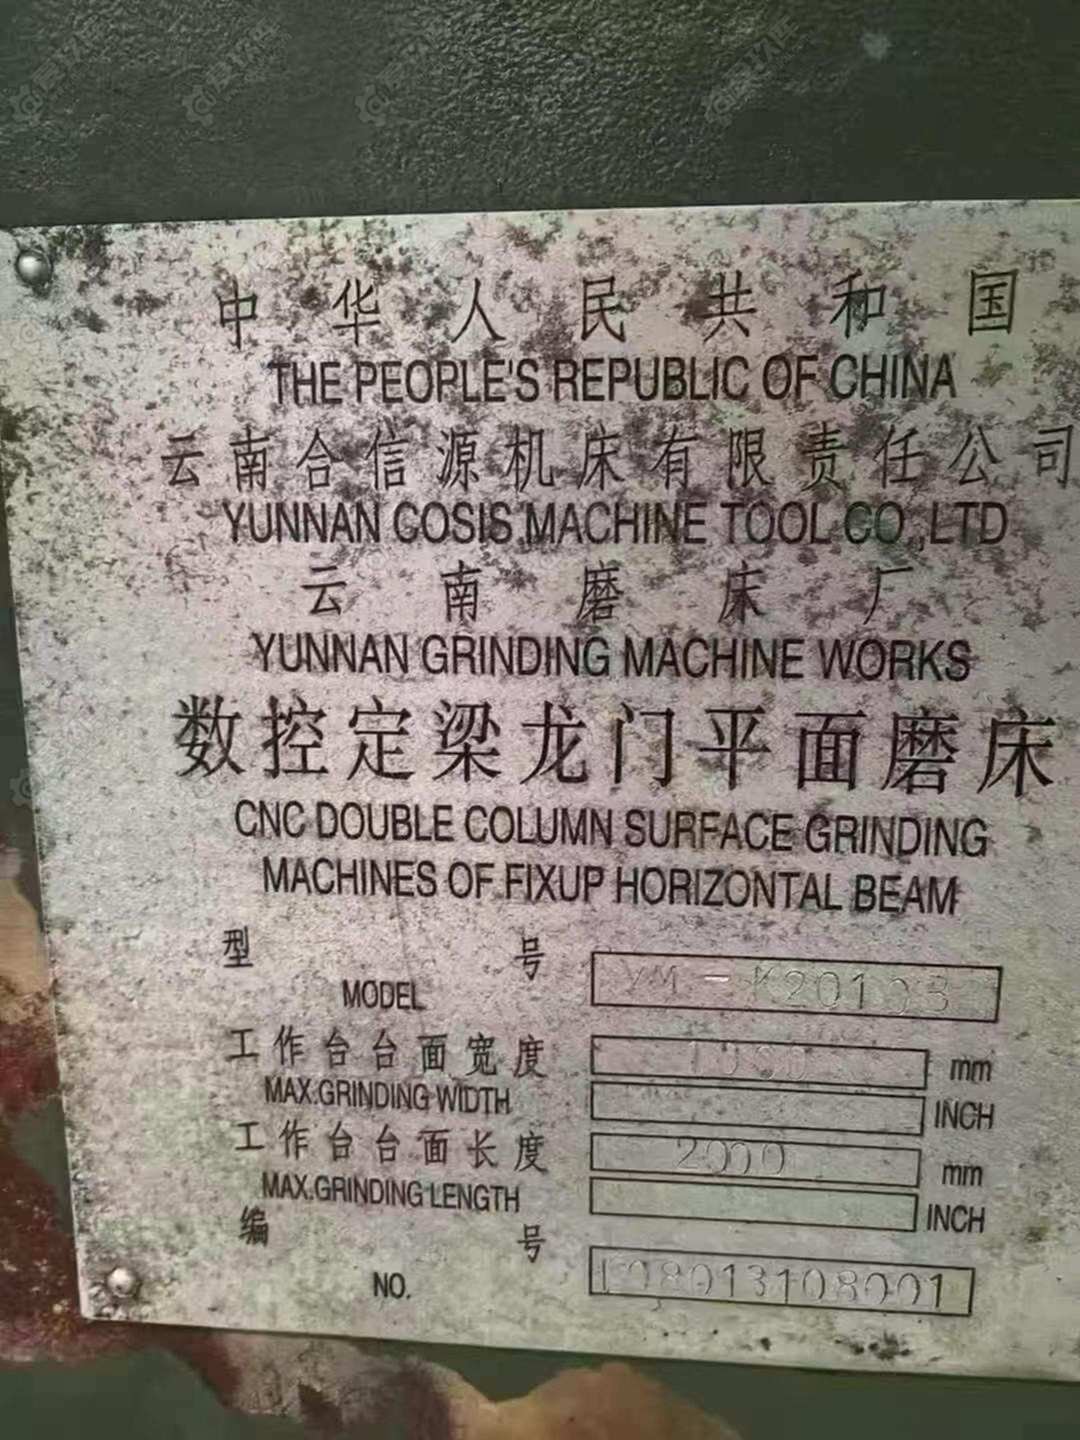 中华人民共和国
THE PEOPLE'S REPUBLIC OF CHINA
云南合信源机床有限责任公司
YUNNAN COSIS MACHINE TOOL CO.,LTD
云南磨床厂
YUNNAN GRINDING MACHINE WORKS
数控定梁龙门平面磨床
CNC DOUBLE COLUMN SURFACE GRINDING
MACHINES OF FIXUP HORIZONTAL BEAM
型号 YM-K20103
MODEL
工作台台面宽度 mm
MAX.GRINDING WIDTH INCH
工作台台面长度 2000 mm
MAX.GRINDING LENGTH INCH
编号
NO.